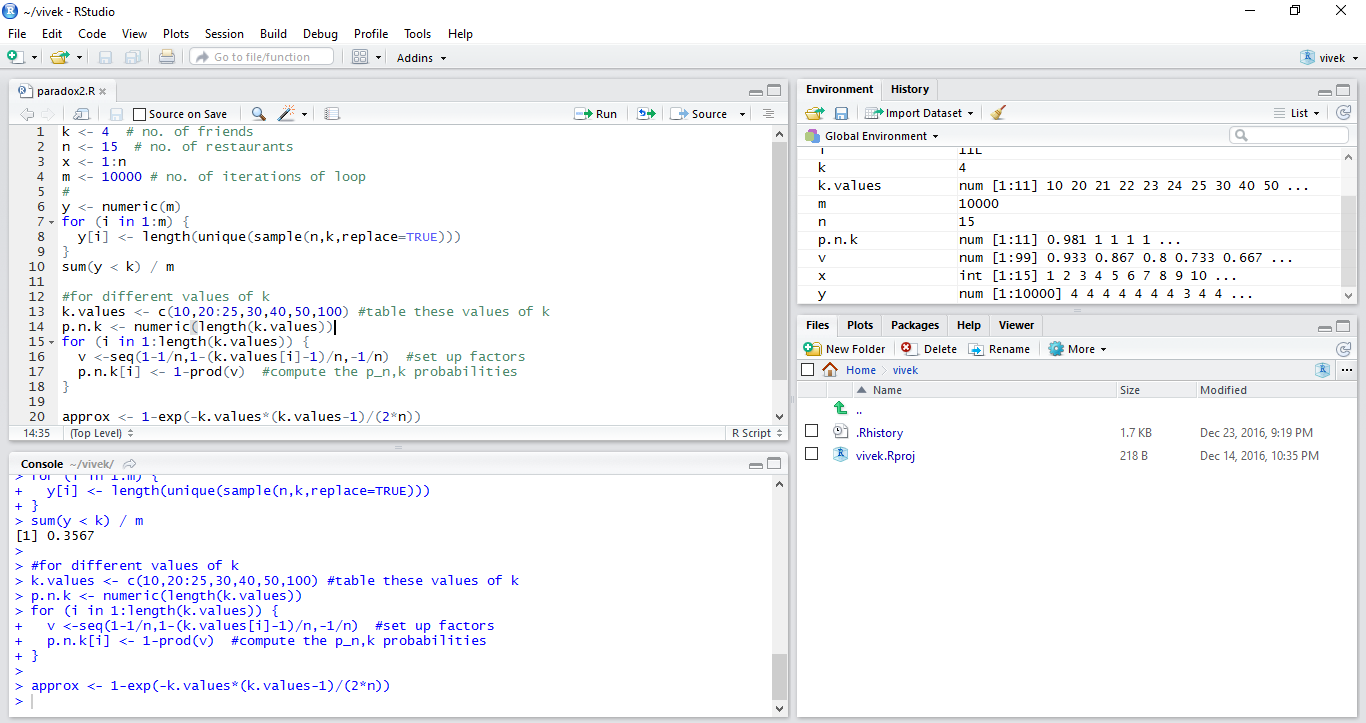 ~/vivek - RStudio
File Edit Code View Plots Session Build Debug Profile Tools Help
Go to file/function Addins vivek
paradox2.R
Source on Save Run Source
1 k <- 4  # no. of friends
2 n <- 15  # no. of restaurants
3 x <- 1:n
4 m <- 10000 # no. of iterations of loop
5 #
6 y <- numeric(m)
7 for (i in 1:m) {
8   y[i] <- length(unique(sample(n,k,replace=TRUE)))
9 }
10 sum(y < k) / m
11
12 #for different values of k
13 k.values <- c(10,20:25,30,40,50,100) #table these values of k
14 p.n.k <- numeric(length(k.values))
15 for (i in 1:length(k.values)) {
16   v <-seq(1-1/n,1-(k.values[i]-1)/n,-1/n)  #set up factors
17   p.n.k[i] <- 1-prod(v)  #compute the p_n,k probabilities
18 }
19
20 approx <- 1-exp(-k.values*(k.values-1)/(2*n))
14:35 (Top Level) R Script
Console ~/vivek/
> for (i in 1:m) {
+   y[i] <- length(unique(sample(n,k,replace=TRUE)))
+ }
> sum(y < k) / m
[1] 0.3567
>
> #for different values of k
> k.values <- c(10,20:25,30,40,50,100) #table these values of k
> p.n.k <- numeric(length(k.values))
> for (i in 1:length(k.values)) {
+   v <-seq(1-1/n,1-(k.values[i]-1)/n,-1/n)  #set up factors
+   p.n.k[i] <- 1-prod(v)  #compute the p_n,k probabilities
+ }
>
> approx <- 1-exp(-k.values*(k.values-1)/(2*n))
>
Environment History
Import Dataset List
Global Environment
i 11L
k 4
k.values num [1:11] 10 20 21 22 23 24 25 30 40 50 ...
m 10000
n 15
p.n.k num [1:11] 0.981 1 1 1 1 ...
v num [1:99] 0.933 0.867 0.8 0.733 0.667 ...
x int [1:15] 1 2 3 4 5 6 7 8 9 10 ...
y num [1:10000] 4 4 4 4 4 4 4 3 4 4 ...
Files Plots Packages Help Viewer
New Folder Delete Rename More
Home vivek ...
Name Size Modified
..
.Rhistory 1.7 KB Dec 23, 2016, 9:19 PM
vivek.Rproj 218 B Dec 14, 2016, 10:35 PM